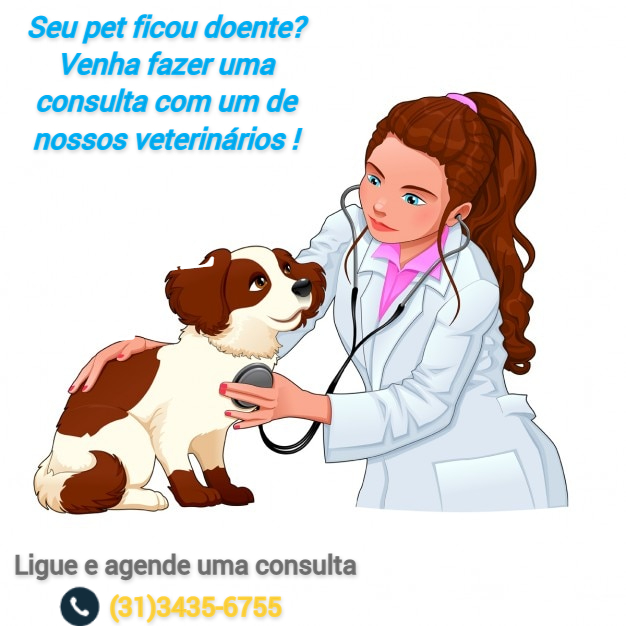 Seu pet ficou doente?
Venha fazer uma
consulta com um de
nossos veterinários !
Ligue e agende uma consulta
(31)3435-6755